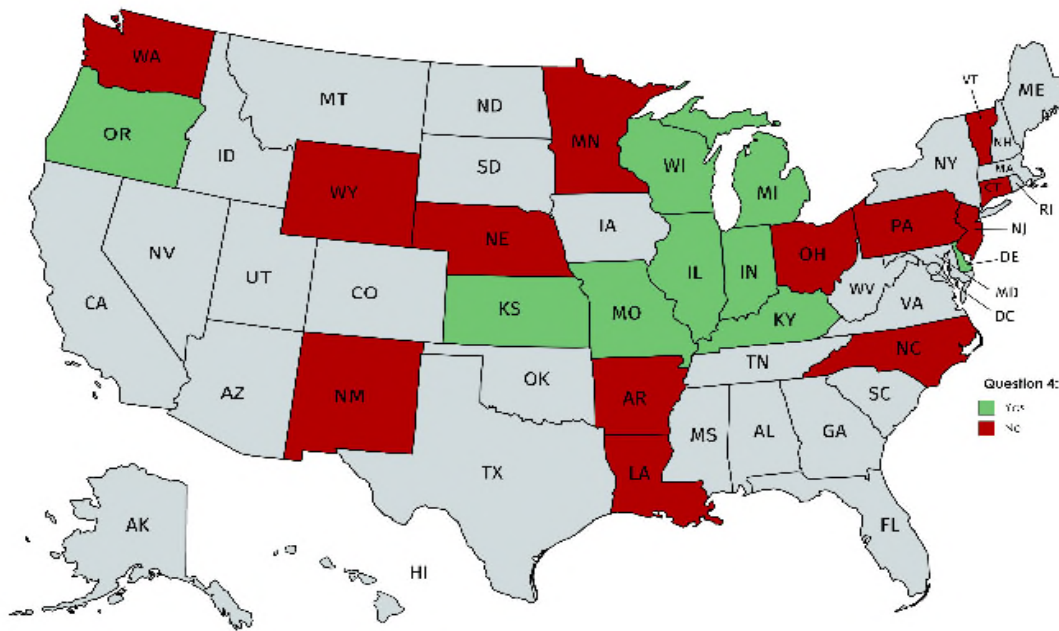 WA
MT
ND
MN
VT
ME
OR
ID
SD
WI
MI
NH
NY
MA
CT
RI
WY
IA
NE
PA
NJ
OH
DE
NV
UT
CO
IL
IN
WV
MD
VA
DC
CA
KS
MO
KY
NC
TN
OK
AZ
NM
AR
SC
Question 4:
Yes
No
MS
AL
GA
LA
TX
FL
AK
HI